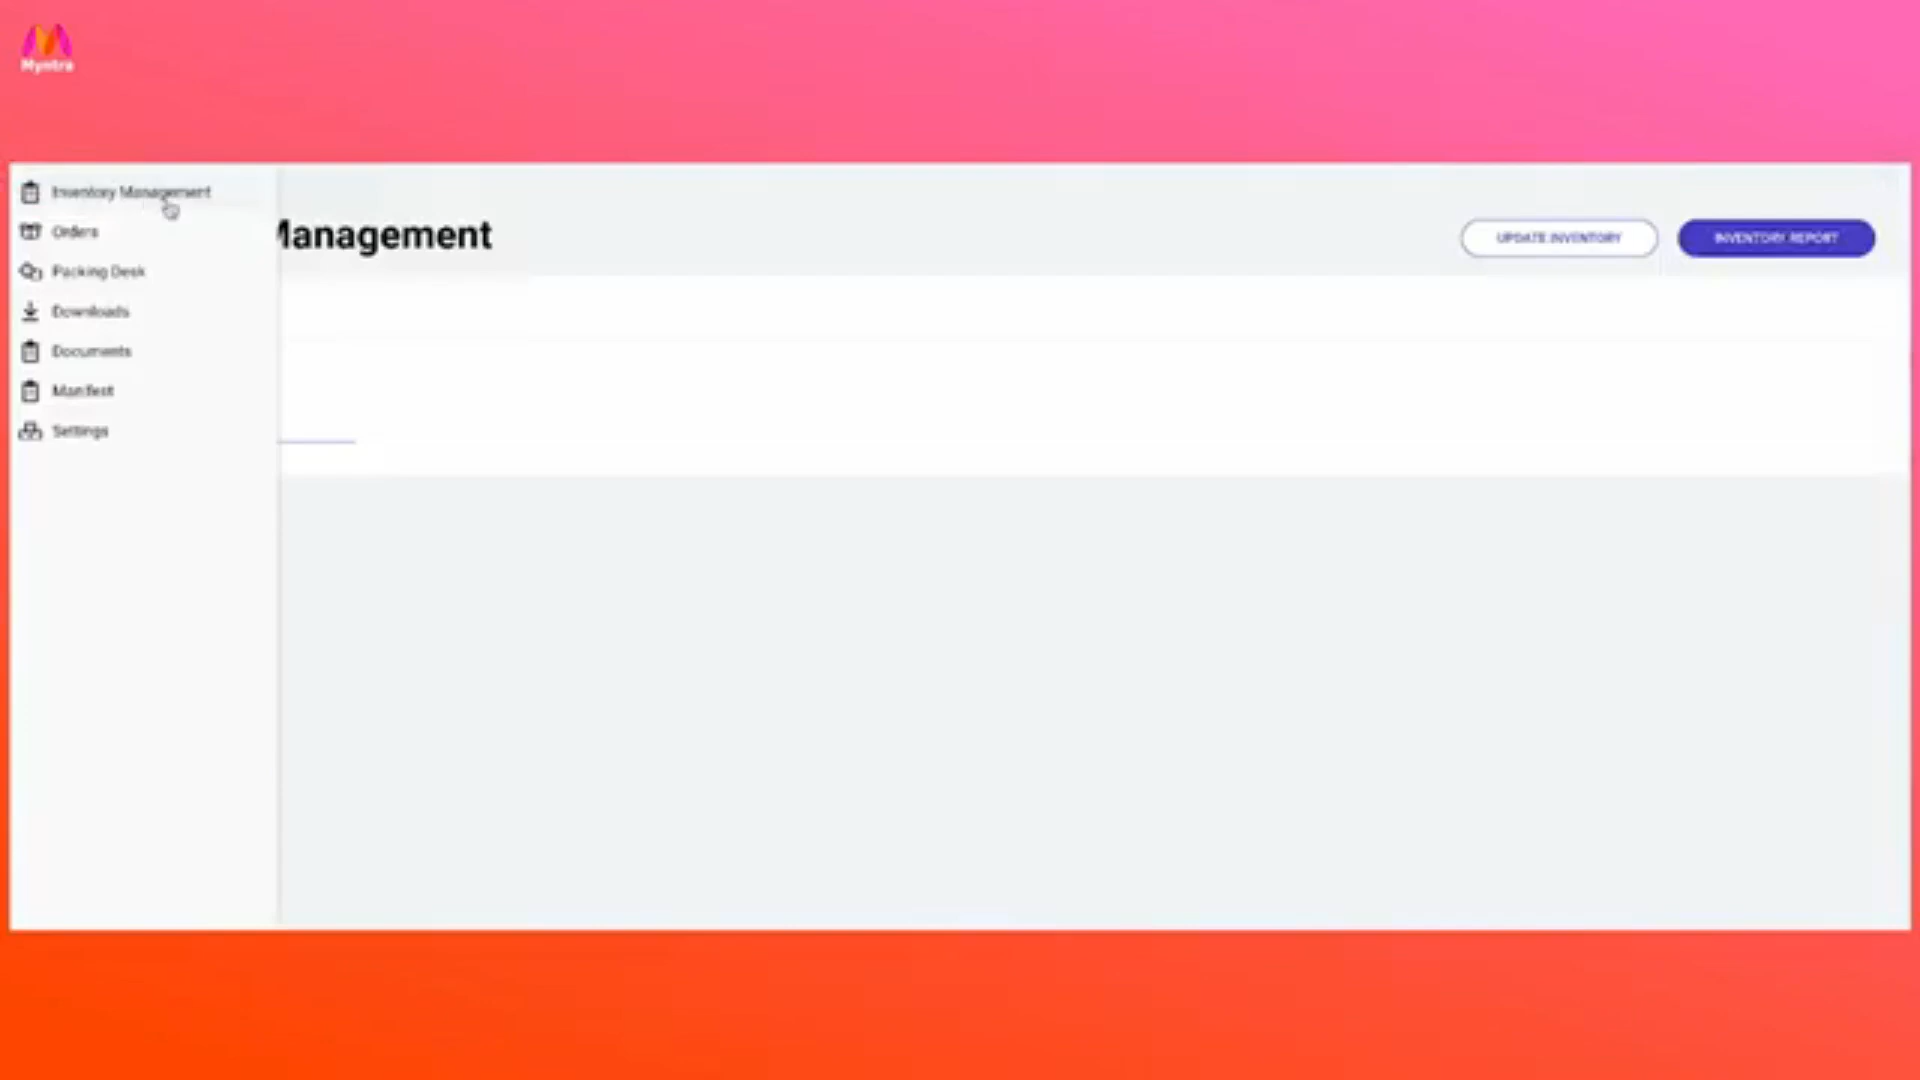 Myntra
Inventory Management
Orders
Packing Desk
Downloads
Documents
Manifest
Settings
Management
UPDATE INVENTORY
INVENTORY REPORT